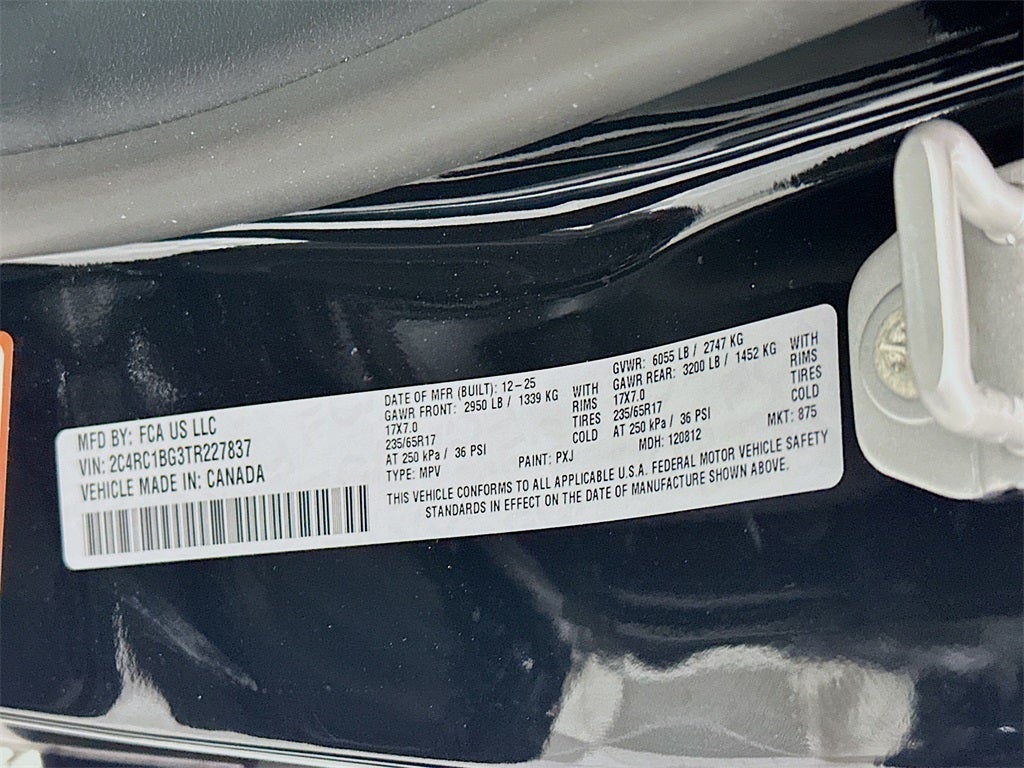 MFD BY: FCA US LLC
VIN: 2C4RC1BG3TR227837
VEHICLE MADE IN: CANADA
DATE OF MFR (BUILT): 12-25
GAWR FRONT: 2950 LB / 1339 KG WITH
17X7.0 RIMS
235/65R17 TIRES
AT 250 kPa / 36 PSI COLD
TYPE: MPV
PAINT: PXJ
GVWR: 6055 LB / 2747 KG
GAWR REAR: 3200 LB / 1452 KG WITH
17X7.0 RIMS
235/65R17 TIRES
AT 250 kPa / 36 PSI COLD
MDH: 120812
MKT: 875
THIS VEHICLE CONFORMS TO ALL APPLICABLE U.S.A. FEDERAL MOTOR VEHICLE SAFETY
STANDARDS IN EFFECT ON THE DATE OF MANUFACTURE SHOWN ABOVE.